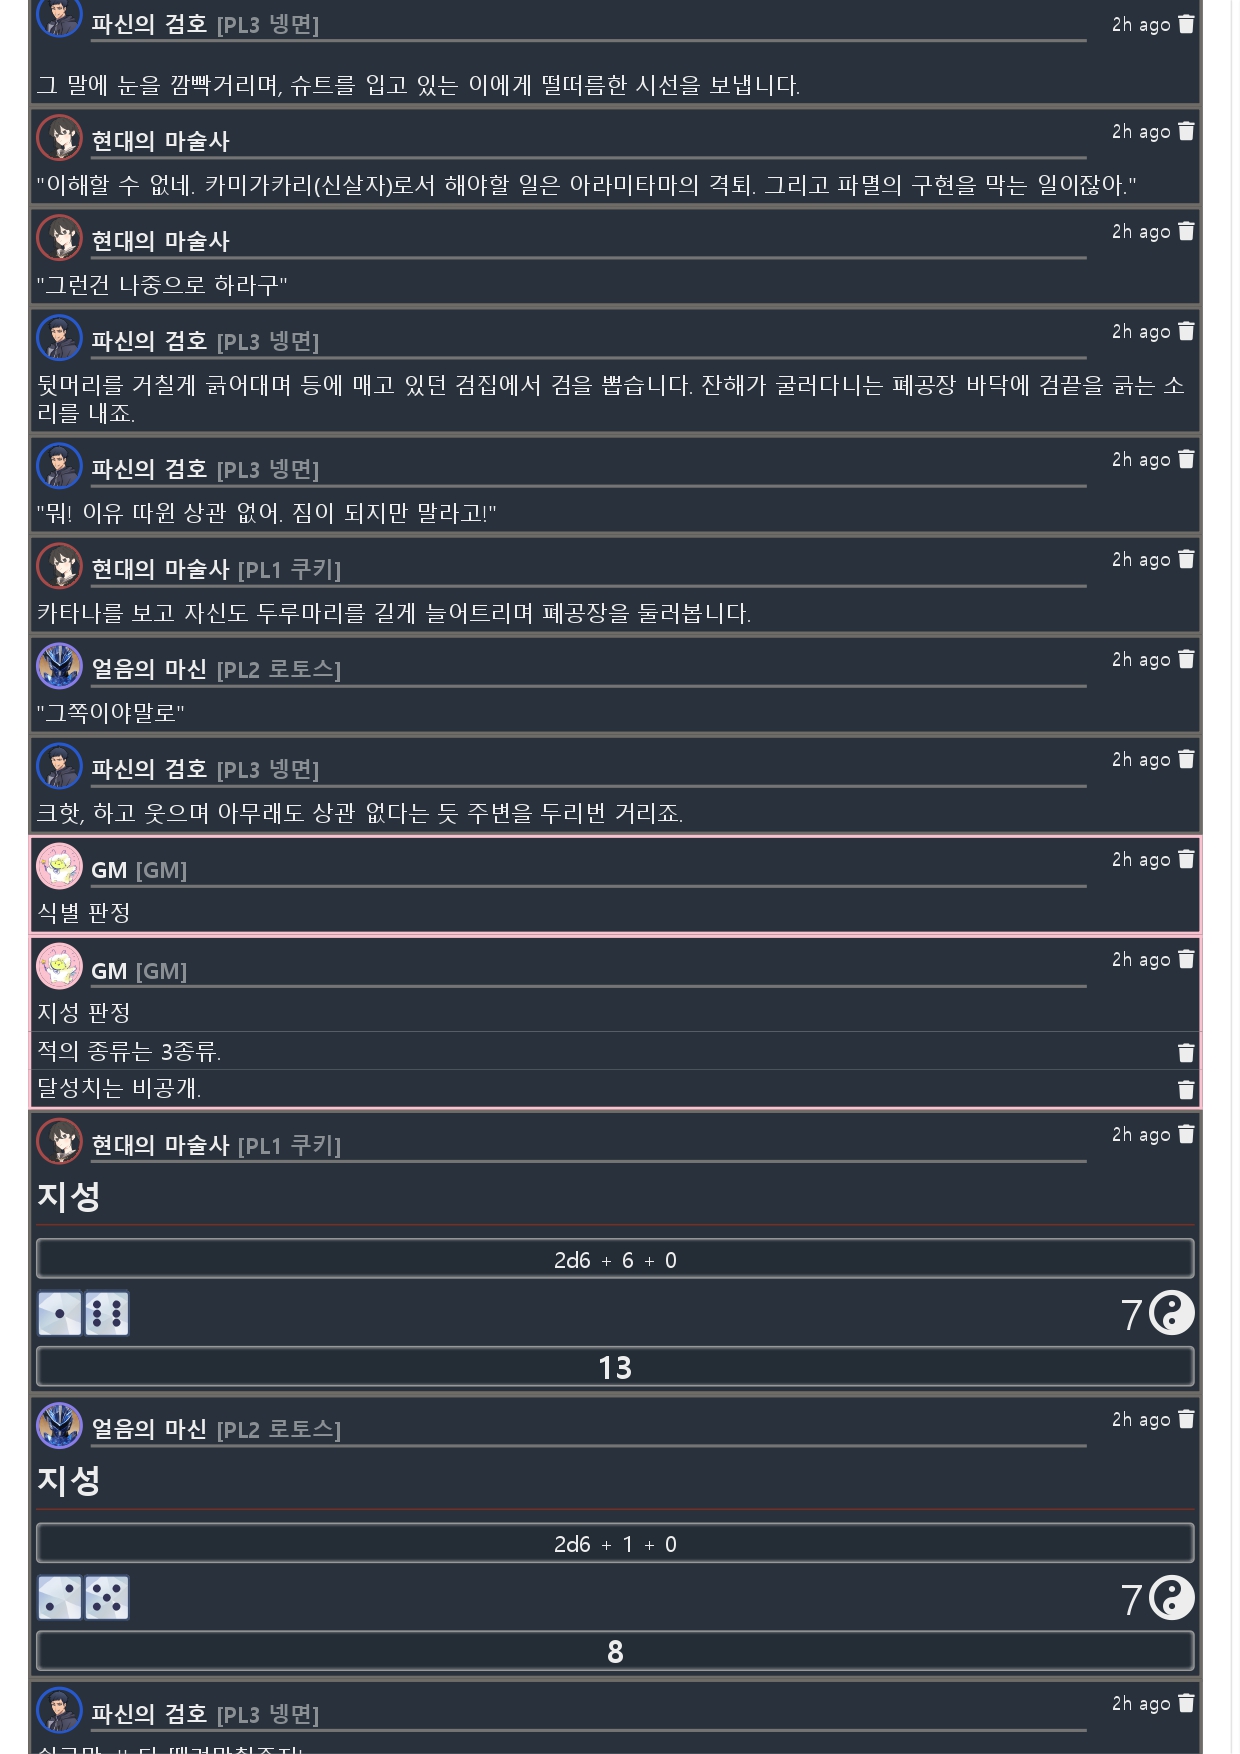 파신의 검호 [PL3 넹면]
2h ago
그 말에 눈을 깜빡거리며, 슈트를 입고 있는 이에게 떨떠름한 시선을 보냅니다.
현대의 마술사
2h ago
"이해할 수 없네. 카미가카리(신살자)로서 해야할 일은 아라미타마의 격퇴. 그리고 파멸의 구현을 막는 일이잖아."
현대의 마술사
2h ago
"그런건 나중으로 하라구"
파신의 검호 [PL3 넹면]
2h ago
뒷머리를 거칠게 긁어대며 등에 매고 있던 검집에서 검을 뽑습니다. 잔해가 굴러다니는 폐공장 바닥에 검끝을 긁는 소
리를 내죠.
파신의 검호 [PL3 넹면]
2h ago
"뭐! 이유 따윈 상관 없어. 짐이 되지만 말라고!"
현대의 마술사 [PL1 쿠키]
2h ago
카타나를 보고 자신도 두루마리를 길게 늘어트리며 폐공장을 둘러봅니다.
얼음의 마신 [PL2 로토스]
2h ago
"그쪽이야말로"
파신의 검호 [PL3 넹면]
2h ago
크핫, 하고 웃으며 아무래도 상관 없다는 듯 주변을 두리번 거리죠.
GM [GM]
2h ago
식별 판정
GM [GM]
2h ago
지성 판정
적의 종류는 3종류.
달성치는 비공개.
현대의 마술사 [PL1 쿠키]
2h ago
지성
2d6 + 6 + 0
7
13
얼음의 마신 [PL2 로토스]
2h ago
지성
2d6 + 1 + 0
7
8
파신의 검호 [PL3 넹면]
2h ago